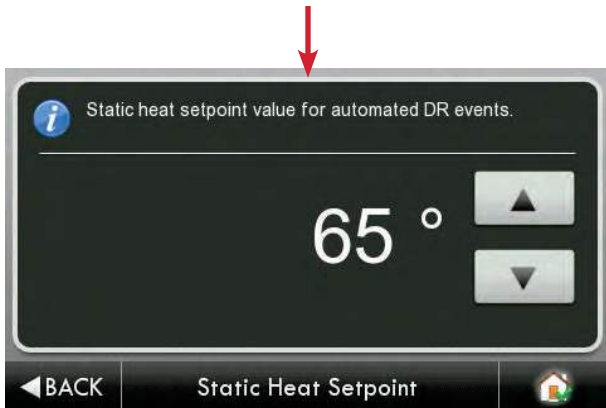 Static heat setpoint value for automated DR events.
65 °
BACK
Static Heat Setpoint